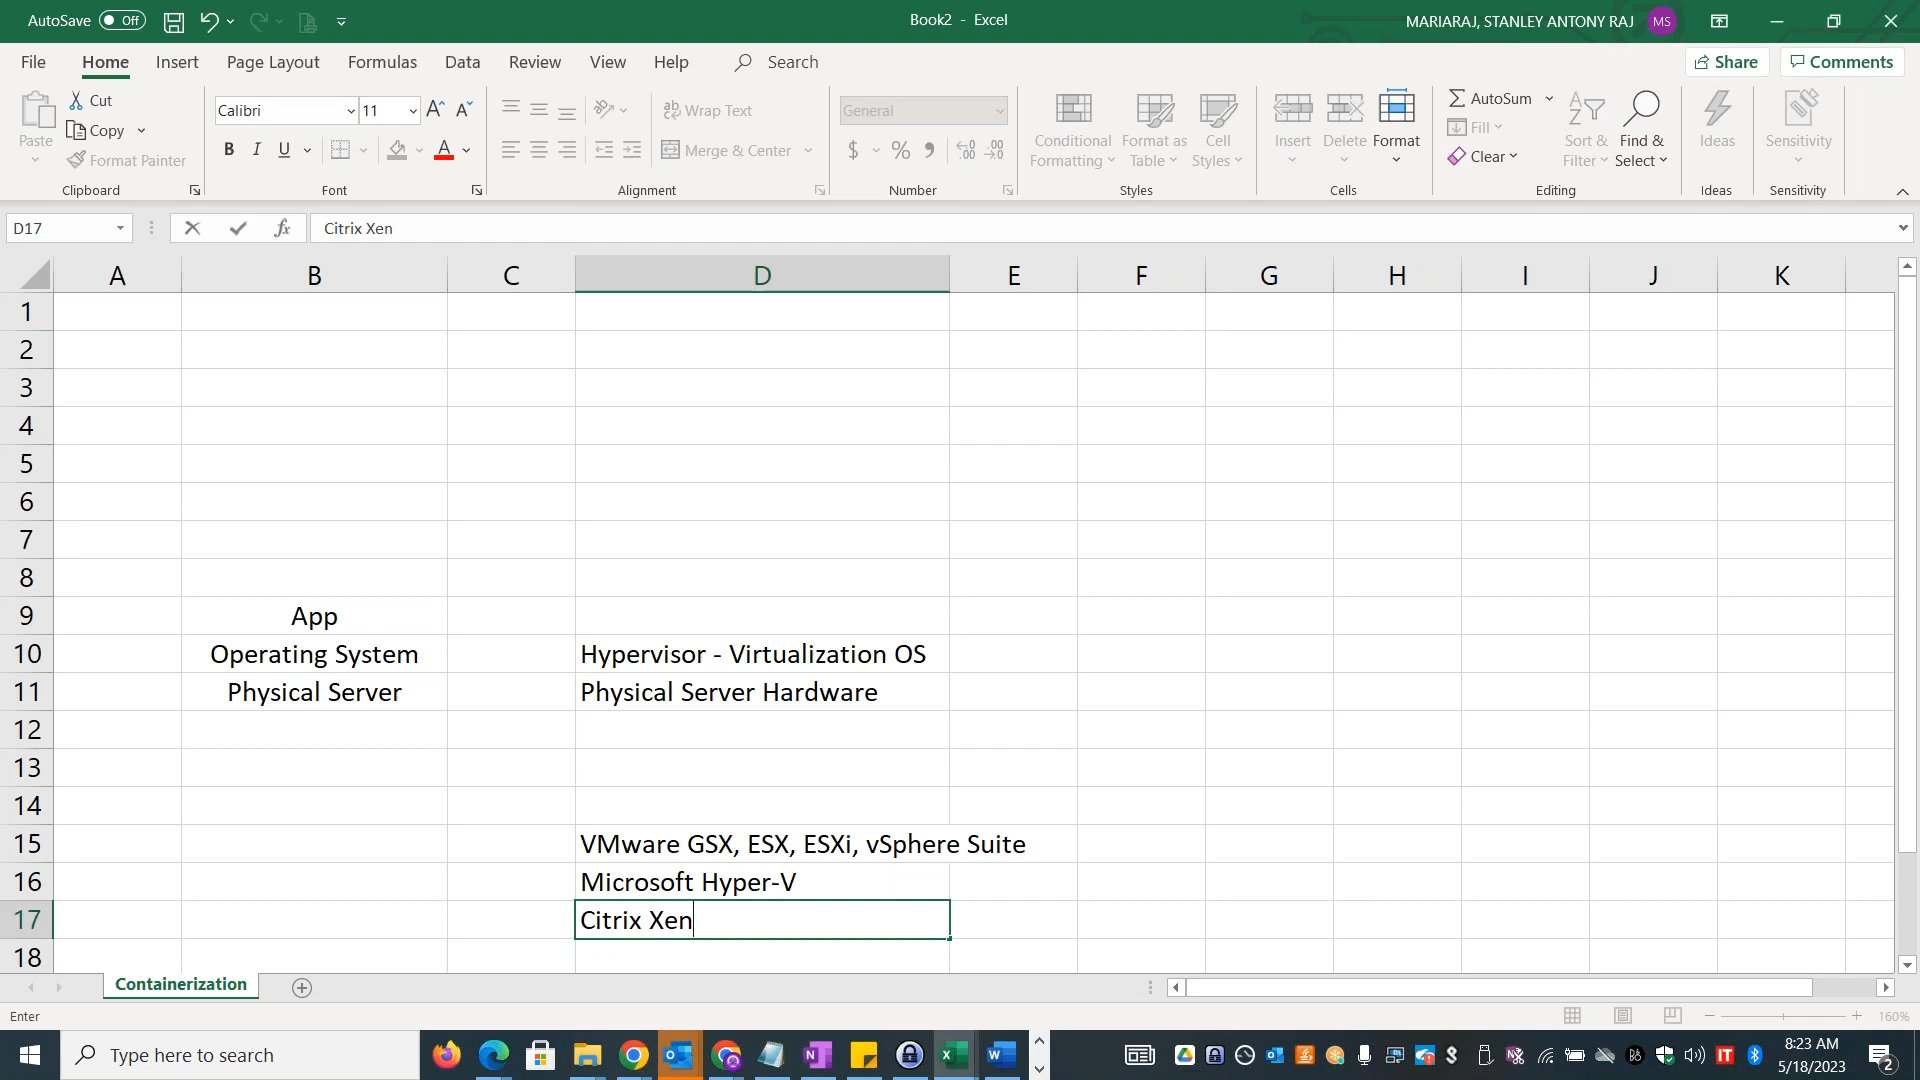 AutoSave Off
Book2 - Excel
MARIARAJ, STANLEY ANTONY RAJ MS
File Home Insert Page Layout Formulas Data Review View Help Search
Share Comments
Paste
Cut
Copy
Format Painter
Clipboard
Calibri 11
B I U
Font
Wrap Text
Merge & Center
Alignment
General
$ % 9
Number
Conditional Formatting
Format as Table
Cell Styles
Styles
Insert Delete Format
Cells
AutoSum
Fill
Clear
Sort & Filter
Find & Select
Editing
Ideas
Ideas
Sensitivity
Sensitivity
D17 fx Citrix Xen
A B C D E F G H I J K
1
2
3
4
5
6
7
8
9 App
10 Operating System Hypervisor - Virtualization OS
11 Physical Server Physical Server Hardware
12
13
14
15 VMware GSX, ESX, ESXi, vSphere Suite
16 Microsoft Hyper-V
17 Citrix Xen
18
Containerization
Enter
160%
Type here to search
8:23 AM
5/18/2023
2